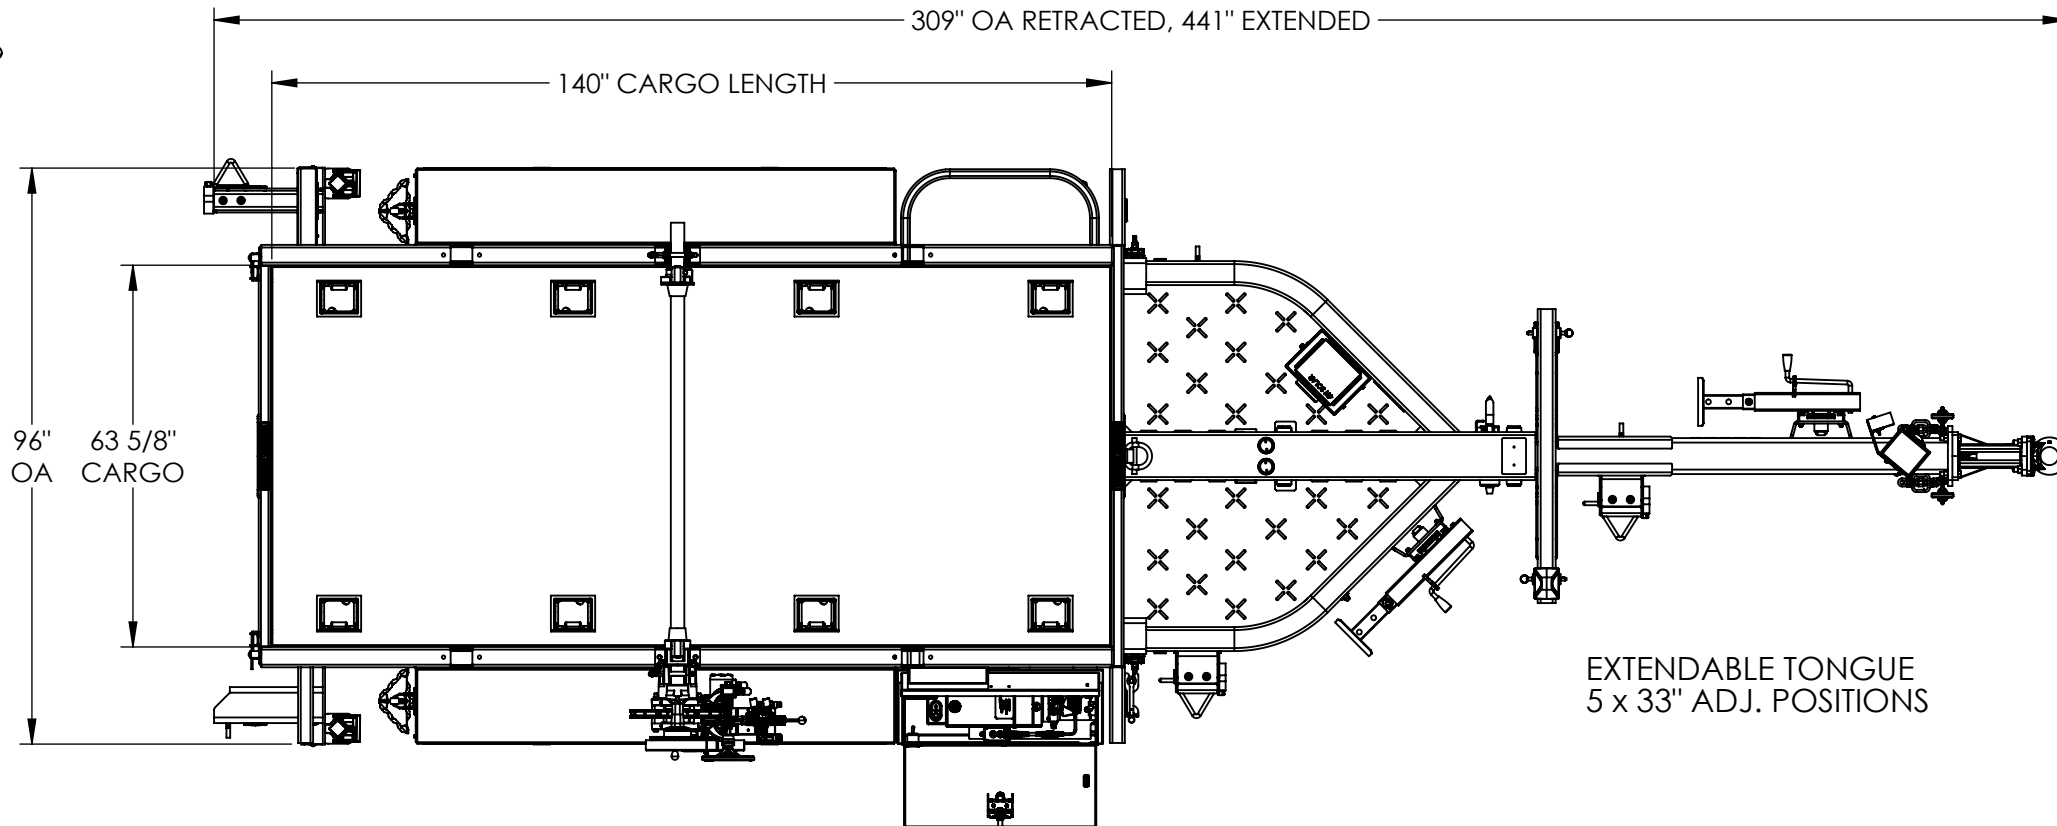 309" OA RETRACTED, 441" EXTENDED
140" CARGO LENGTH
96"
OA
63 5/8"
CARGO
EXTENDABLE TONGUE
5 x 33" ADJ. POSITIONS